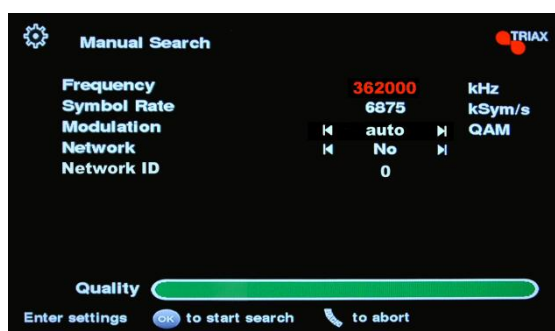 Manual Search
TRIAX
Frequency 362000 kHz
Symbol Rate 6875 kSym/s
Modulation auto QAM
Network No
Network ID 0
Quality
Enter settings OK to start search to abort